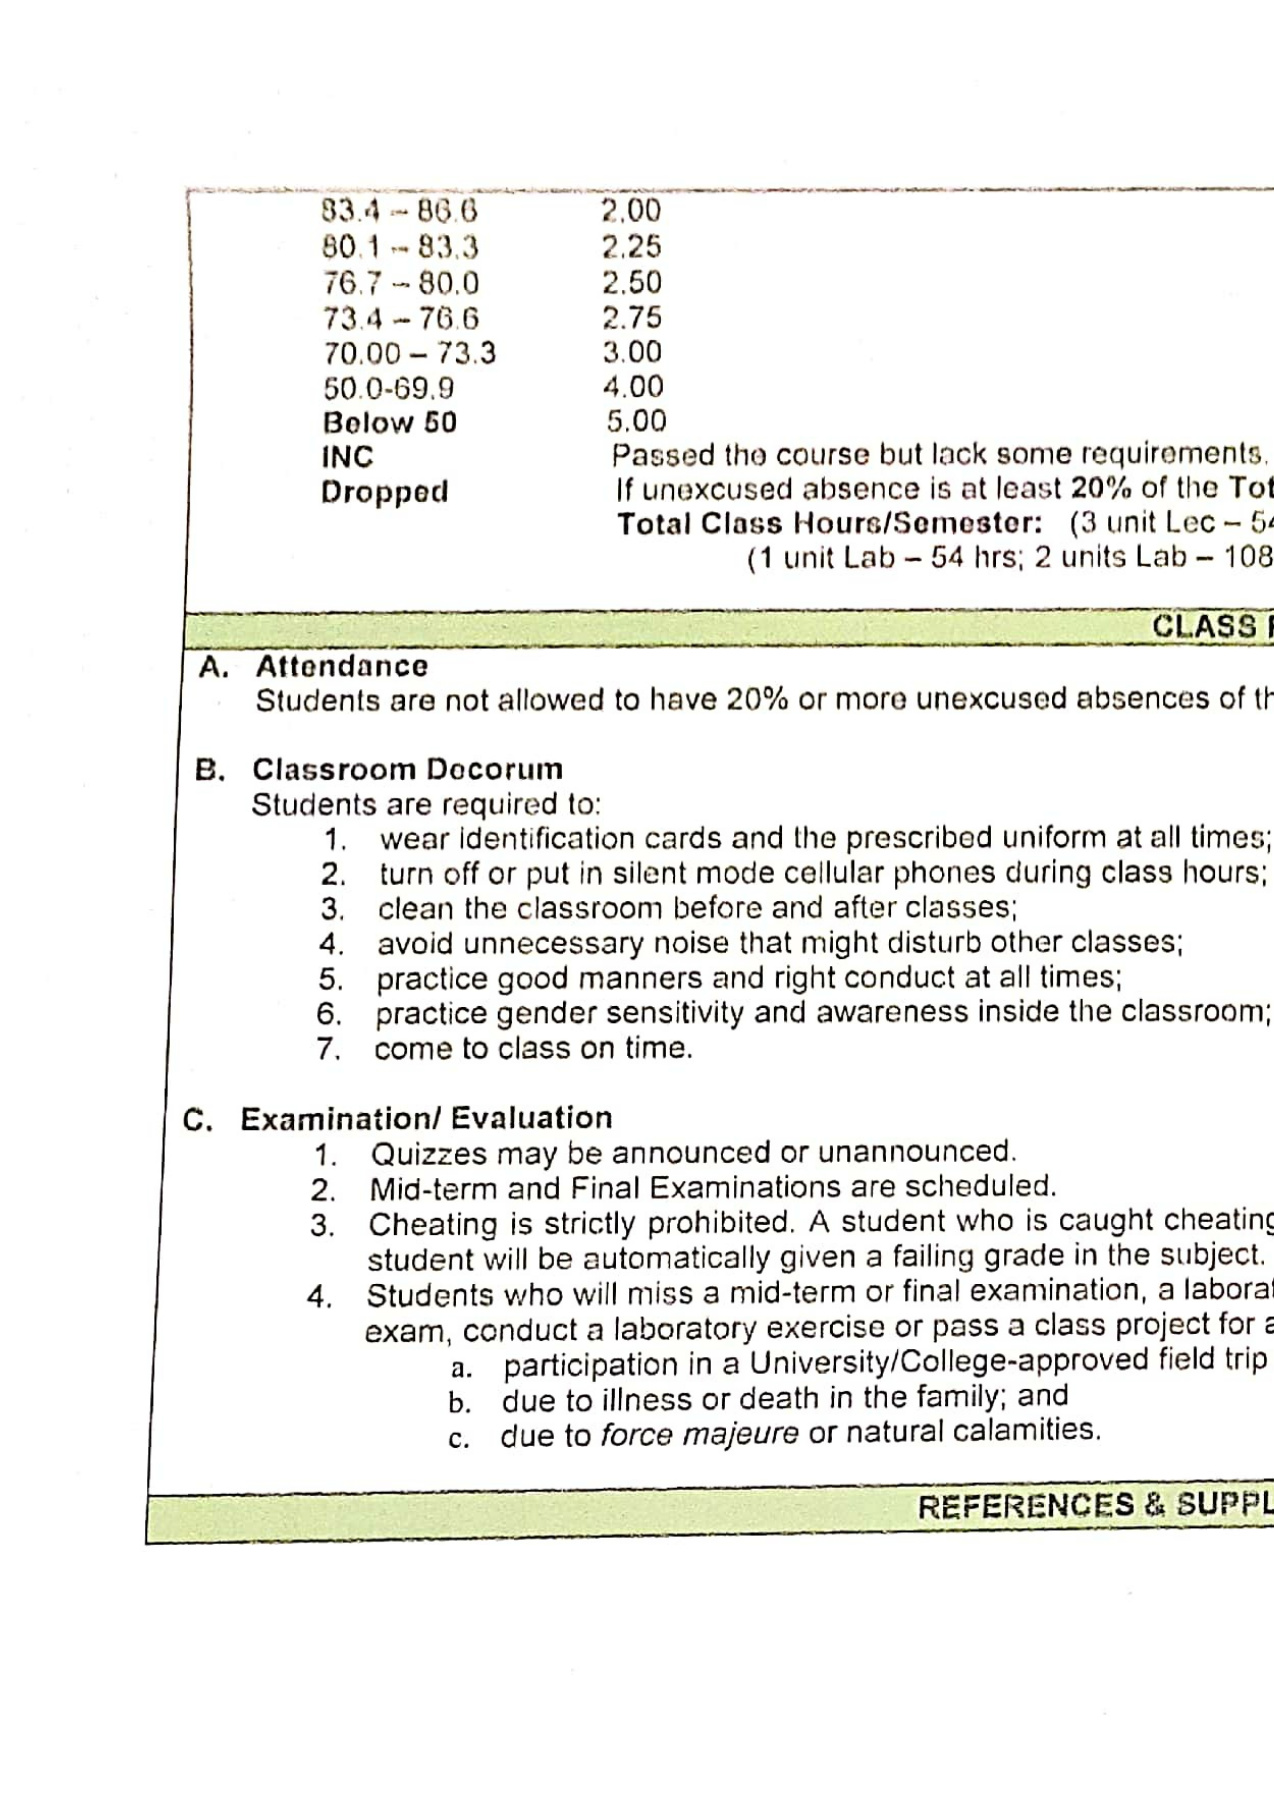 83.4 – 86.6 2.00
80.1 – 83.3 2.25
76.7 – 80.0 2.50
73.4 – 76.6 2.75
70.00 – 73.3 3.00
50.0-69.9 4.00
Below 50 5.00
INC Passed the course but lack some requirements.
Dropped If unexcused absence is at least 20% of the Tot
Total Class Hours/Semester: (3 unit Lec – 54
(1 unit Lab – 54 hrs; 2 units Lab – 108
CLASS
A. Attendance
Students are not allowed to have 20% or more unexcused absences of th
B. Classroom Decorum
Students are required to:
1. wear identification cards and the prescribed uniform at all times;
2. turn off or put in silent mode cellular phones during class hours;
3. clean the classroom before and after classes;
4. avoid unnecessary noise that might disturb other classes;
5. practice good manners and right conduct at all times;
6. practice gender sensitivity and awareness inside the classroom;
7. come to class on time.
C. Examination/ Evaluation
1. Quizzes may be announced or unannounced.
2. Mid-term and Final Examinations are scheduled.
3. Cheating is strictly prohibited. A student who is caught cheating
student will be automatically given a failing grade in the subject.
4. Students who will miss a mid-term or final examination, a laborat
exam, conduct a laboratory exercise or pass a class project for a
a. participation in a University/College-approved field trip
b. due to illness or death in the family; and
c. due to force majeure or natural calamities.
REFERENCES & SUPPL